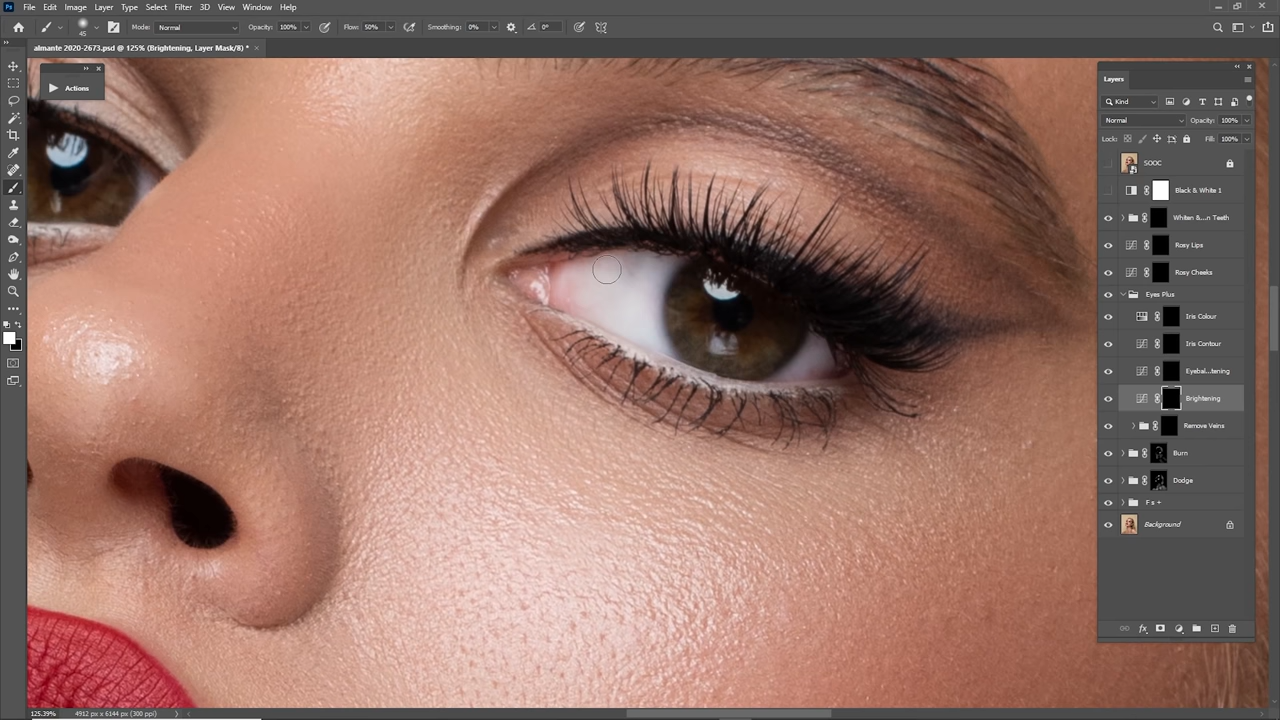 Ps File Edit Image Layer Type Select Filter 3D View Window Help
45 Mode: Normal Opacity: 100% Flow: 50% Smoothing: 0% 0°
almante 2020-2673.psd @ 125% (Brightening, Layer Mask/8) *
Actions
Layers
Kind
Normal Opacity: 100%
Lock: Fill: 100%
SOOC
Black & White 1
Whiten &...n Teeth
Rosy Lips
Rosy Cheeks
Eyes Plus
Iris Colour
Iris Contour
Eyebal...tening
Brightening
Remove Veins
Burn
Dodge
F s +
Background
fx
125.39% 4912 px x 6144 px (300 ppi)